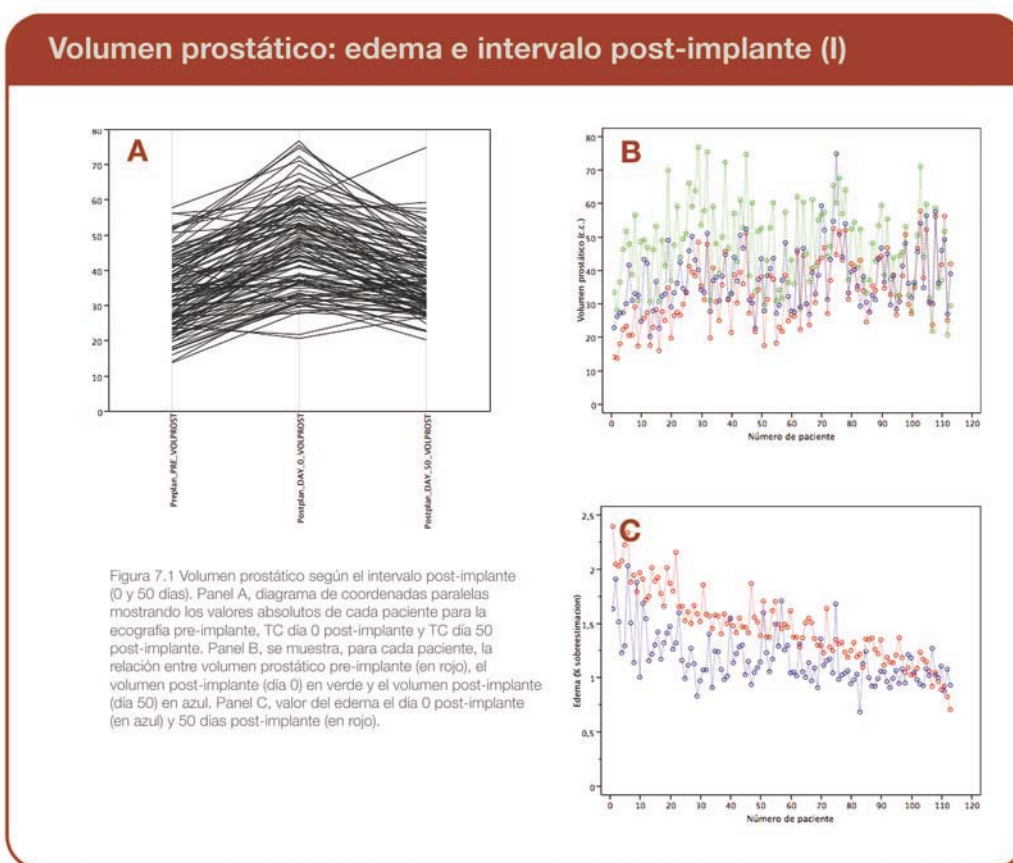 Volumen prostático: edema e intervalo post-implante (I)
A
80
70
60
50
40
30
20
10
0
Preplan_PRE_VOLPROST
Postplan_DAY_0_VOLPROST
Postplan_DAY_50_VOLPROST
B
Volumen prostático (c.c.)
80
70
60
50
40
30
20
10
0
0 10 20 30 40 50 60 70 80 90 100 110 120
Número de paciente
Figura 7.1 Volumen prostático según el intervalo post-implante
(0 y 50 días). Panel A, diagrama de coordenadas paralelas
mostrando los valores absolutos de cada paciente para la
ecografía pre-implante, TC día 0 post-implante y TC día 50
post-implante. Panel B, se muestra, para cada paciente, la
relación entre volumen prostático pre-implante (en rojo), el
volumen post-implante (día 0) en verde y el volumen post-implante
(día 50) en azul. Panel C, valor del edema el día 0 post-implante
(en azul) y 50 días post-implante (en rojo).
C
Edema (% sobreestimacion)
2,5
2
1,5
1
0,5
0
0 10 20 30 40 50 60 70 80 90 100 110 120
Número de paciente